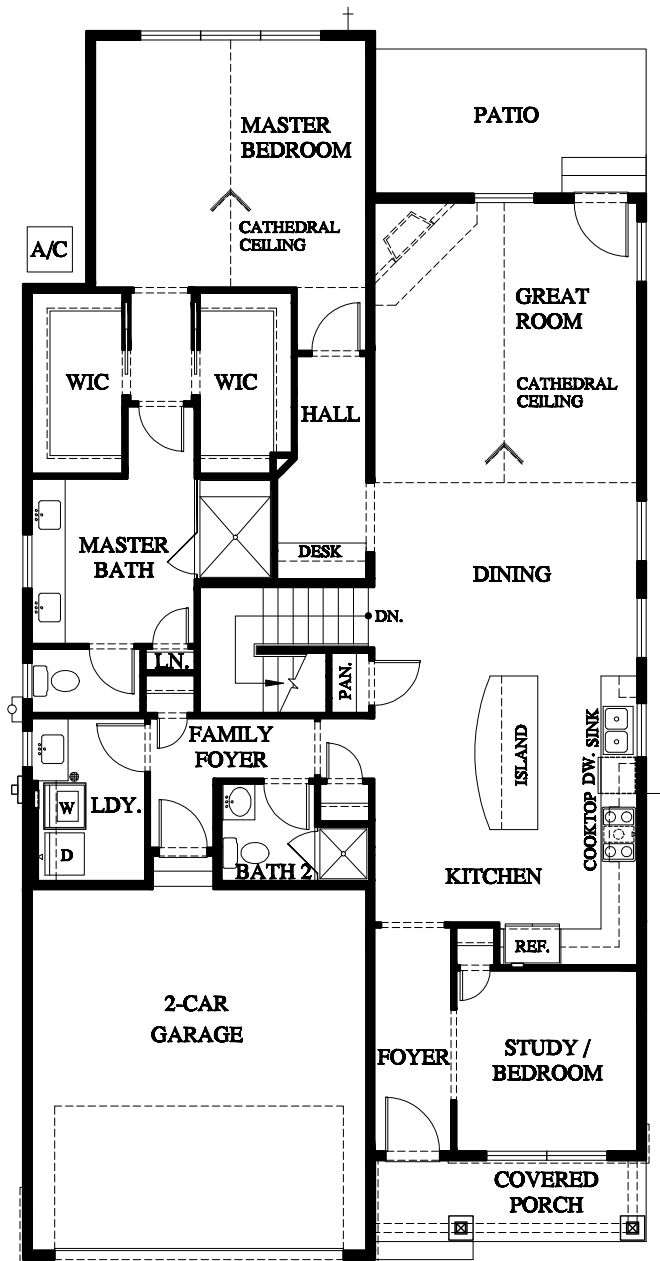 PATIO
MASTER
BEDROOM
CATHEDRAL
CEILING
A/C
GREAT
ROOM
WIC
WIC
CATHEDRAL
CEILING
HALL
MASTER
BATH
DESK
DINING
DN.
LN.
PAN.
FAMILY
FOYER
ISLAND
COOKTOP DW. SINK
W
LDY.
D
BATH 2
KITCHEN
REF.
2-CAR
GARAGE
FOYER
STUDY /
BEDROOM
COVERED
PORCH